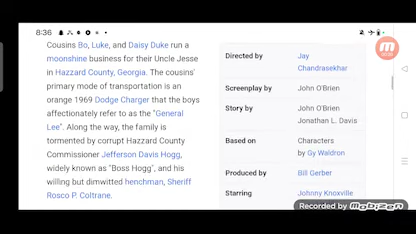 8:36
Cousins Bo, Luke, and Daisy Duke run a
moonshine business for their Uncle Jesse
in Hazzard County, Georgia. The cousins'
primary mode of transportation is an
orange 1969 Dodge Charger that the boys
affectionately refer to as the "General
Lee". Along the way, the family is
tormented by corrupt Hazzard County
Commissioner Jefferson Davis Hogg,
widely known as "Boss Hogg", and his
willing but dimwitted henchman, Sheriff
Rosco P. Coltrane.
Directed by Jay
Chandrasekhar
Screenplay by John O'Brien
Story by John O'Brien
Jonathan L. Davis
Based on Characters
by Gy Waldron
Produced by Bill Gerber
Starring Johnny Knoxville
Recorded by Mobizen